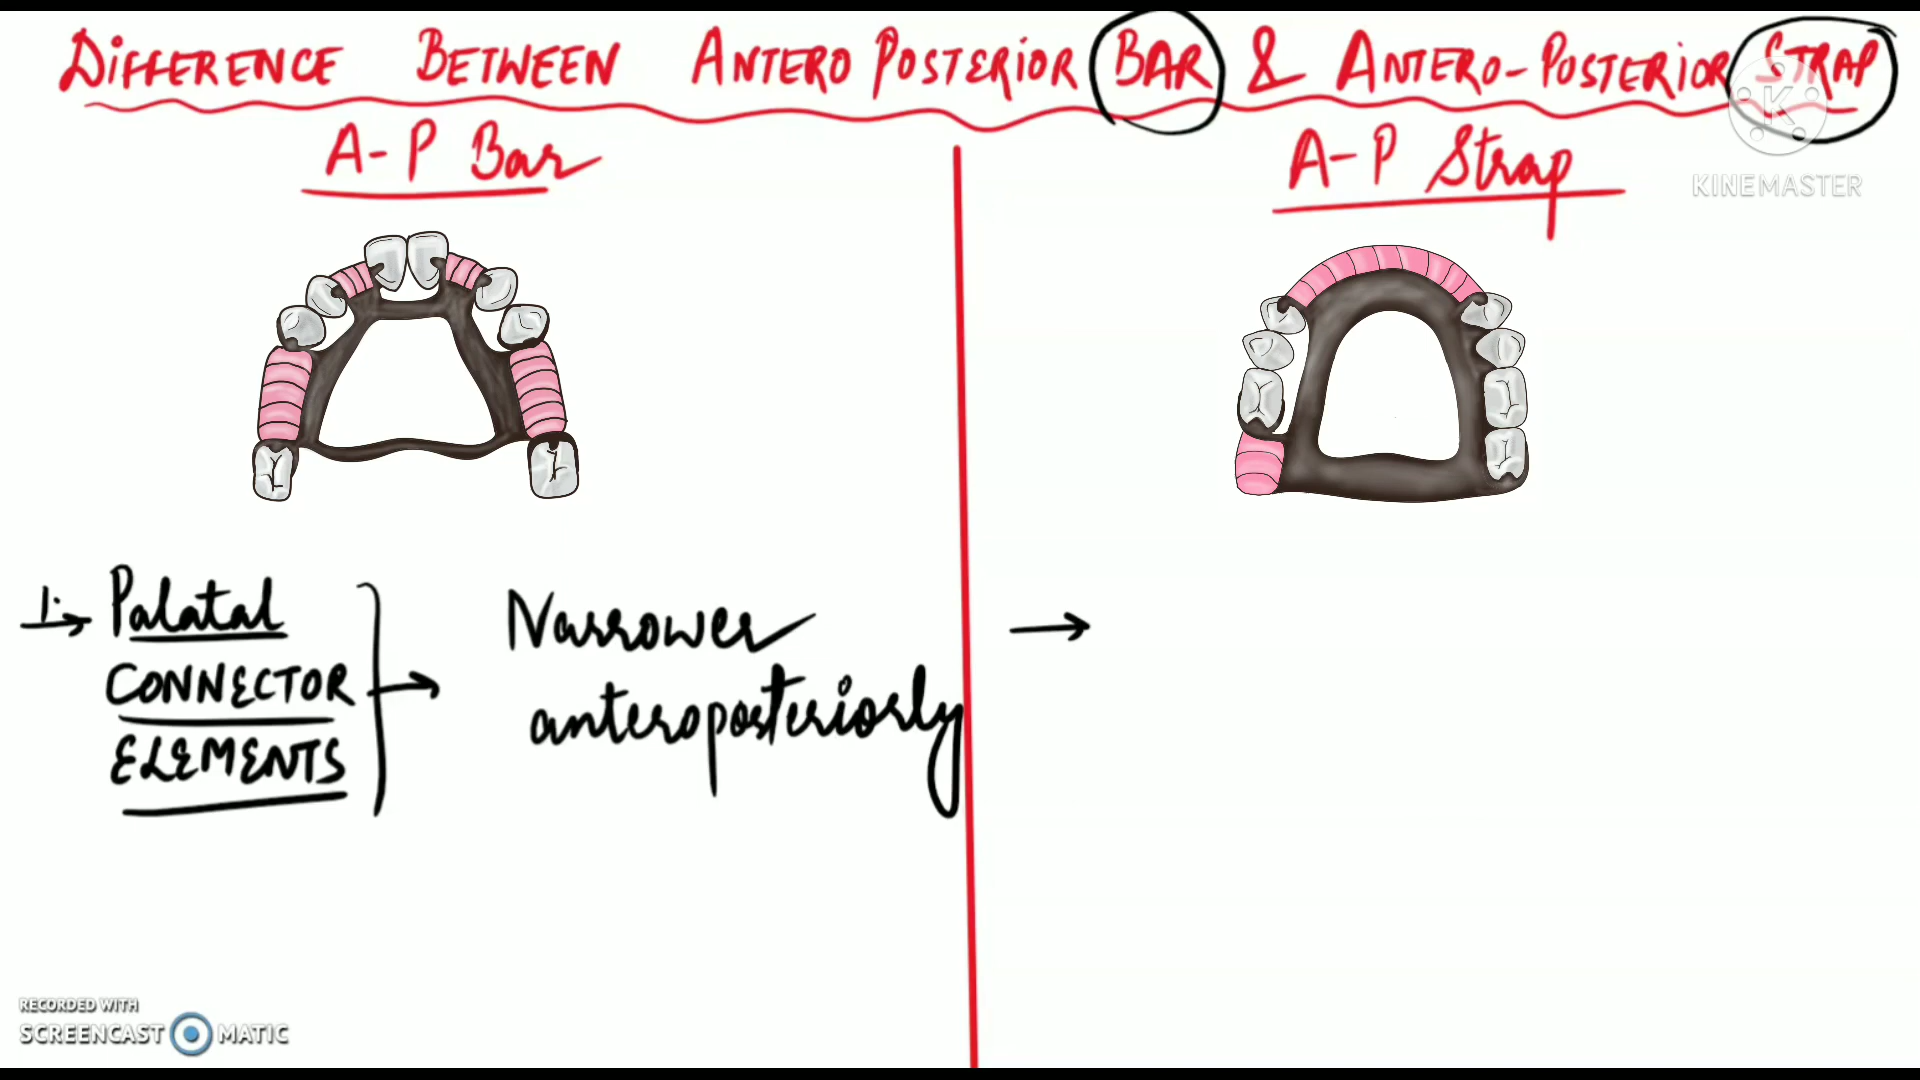 DIFFERENCE BETWEEN ANTERO POSTERIOR BAR & ANTERO-POSTERIOR STRAP
A-P Bar
A-P Strap
K
KINEMASTER
1. → Palatal
CONNECTOR
ELEMENTS
→ Narrower
anteroposteriorly
→
RECORDED WITH
SCREENCAST MATIC